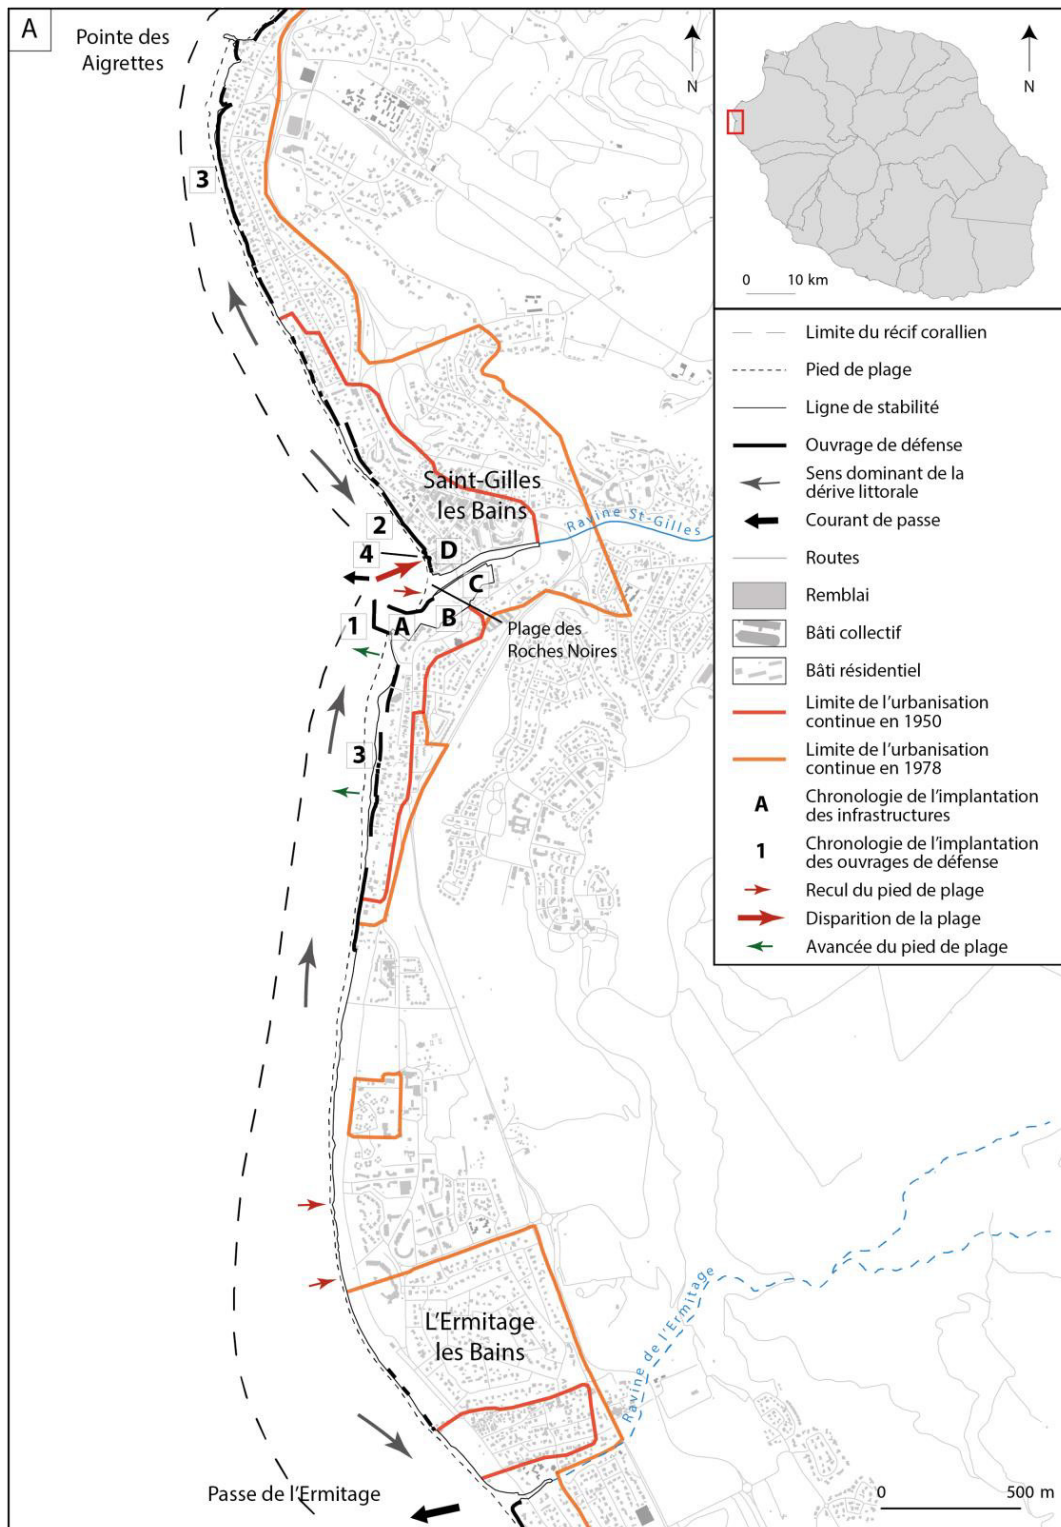 A
Pointe des
Aigrettes
N
N
3
0 10 km
Limite du récif corallien
Pied de plage
Ligne de stabilité
Ouvrage de défense
Sens dominant de la
dérive littorale
Courant de passe
Routes
Remblai
Bâti collectif
Bâti résidentiel
Limite de l'urbanisation
continue en 1950
Limite de l'urbanisation
continue en 1978
A
Chronologie de l'implantation
des infrastructures
1
Chronologie de l'implantation
des ouvrages de défense
Recul du pied de plage
Disparition de la plage
Avancée du pied de plage
Saint-Gilles
les Bains
Ravine St-Gilles
2
4
D
C
B
A
1
Plage des
Roches Noires
3
L'Ermitage
les Bains
Ravine de l'Ermitage
Passe de l'Ermitage
0 500 m